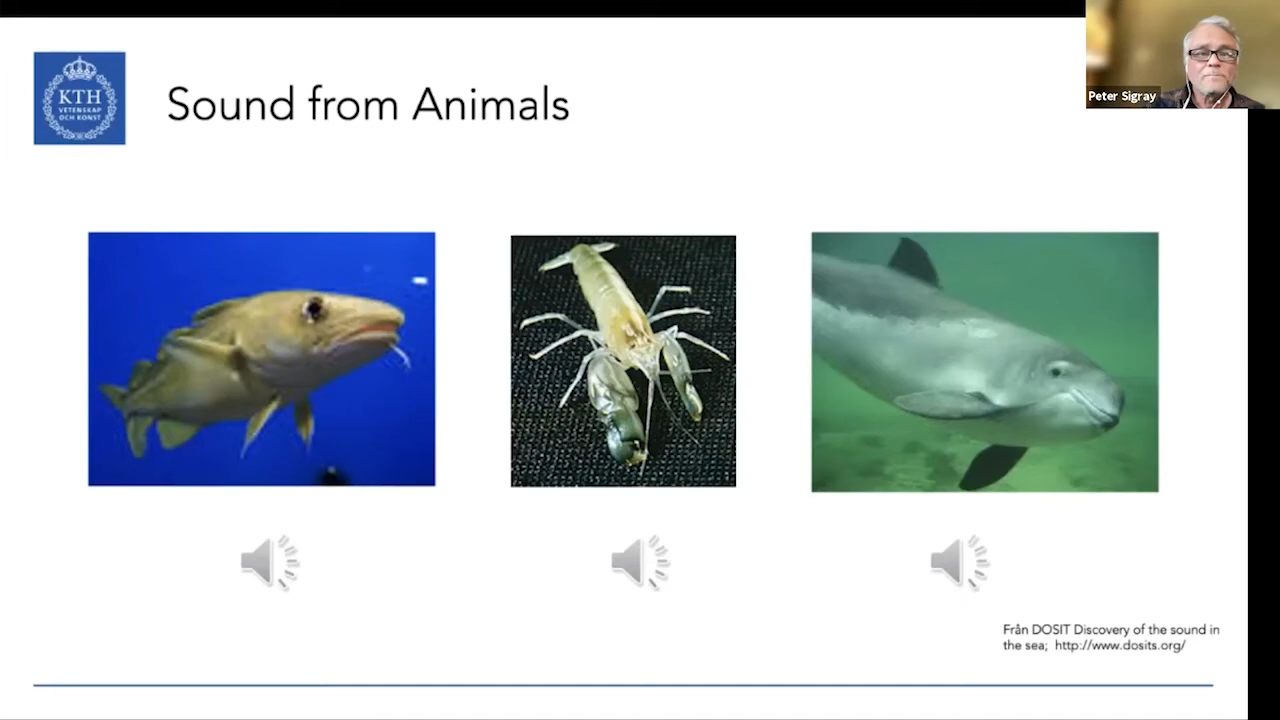 KTH
VETENSKAP
OCH KONST
Sound from Animals
Peter Sigray
Från DOSIT Discovery of the sound in
the sea;  http://www.dosits.org/